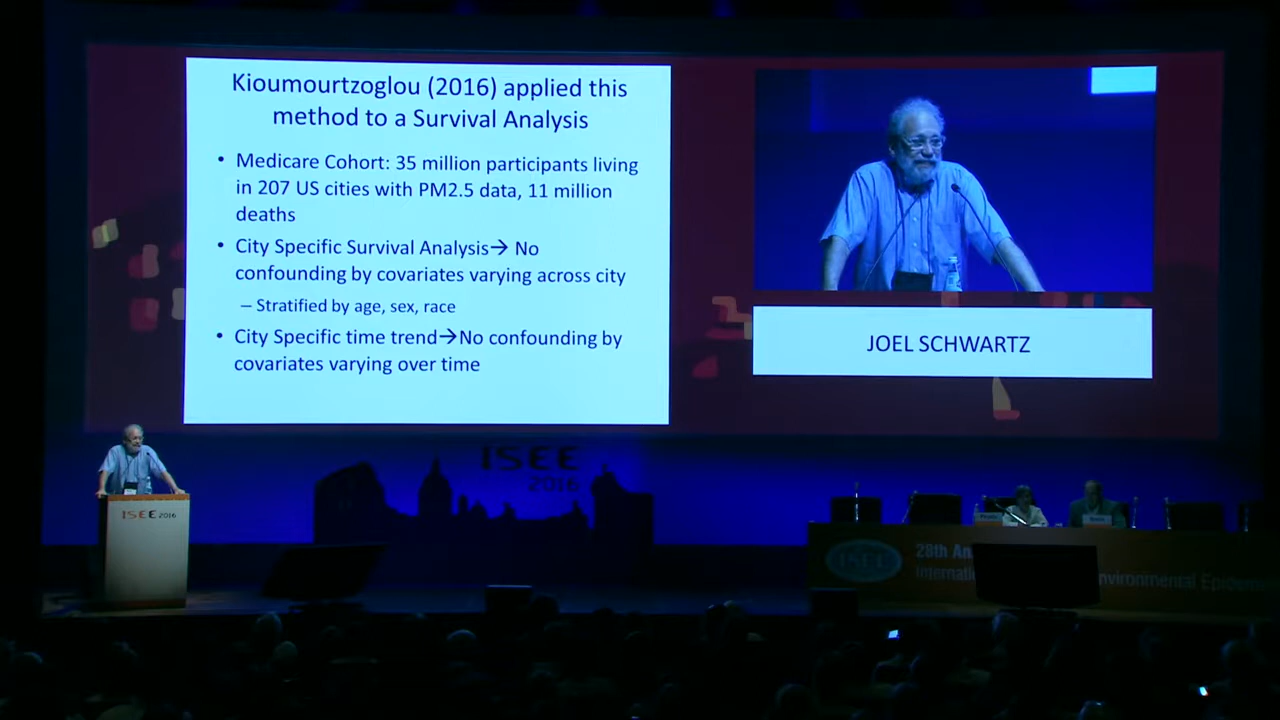 Kioumourtzoglou (2016) applied this
method to a Survival Analysis
• Medicare Cohort: 35 million participants living
in 207 US cities with PM2.5 data, 11 million
deaths
• City Specific Survival Analysis→ No
confounding by covariates varying across city
– Stratified by age, sex, race
• City Specific time trend→No confounding by
covariates varying over time
JOEL SCHWARTZ
ISEE
2016
ISEE 2016
ISEE
28th An
Internati
nvironmental Epi